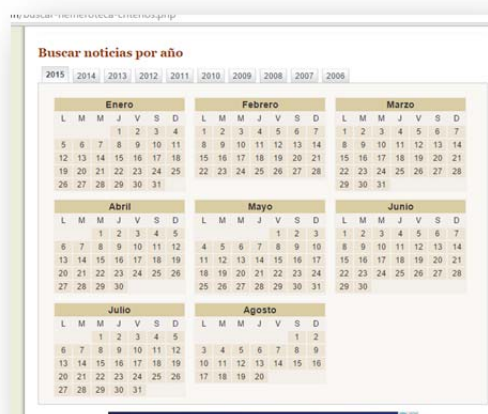 m/buscar-hemeroteca-criterios.php
Buscar noticias por año
2015 2014 2013 2012 2011 2010 2009 2008 2007 2006
Enero
L M M J V S D
1 2 3 4
5 6 7 8 9 10 11
12 13 14 15 16 17 18
19 20 21 22 23 24 25
26 27 28 29 30 31
Febrero
L M M J V S D
1 2 3 4 5 6 7
8 9 10 11 12 13 14
15 16 17 18 19 20 21
22 23 24 25 26 27 28
Marzo
L M M J V S D
1 2 3 4 5 6 7
8 9 10 11 12 13 14
15 16 17 18 19 20 21
22 23 24 25 26 27 28
29 30 31
Abril
L M M J V S D
1 2 3 4 5
6 7 8 9 10 11 12
13 14 15 16 17 18 19
20 21 22 23 24 25 26
27 28 29 30
Mayo
L M M J V S D
1 2 3
4 5 6 7 8 9 10
11 12 13 14 15 16 17
18 19 20 21 22 23 24
25 26 27 28 29 30 31
Junio
L M M J V S D
1 2 3 4 5 6 7
8 9 10 11 12 13 14
15 16 17 18 19 20 21
22 23 24 25 26 27 28
29 30
Julio
L M M J V S D
1 2 3 4 5
6 7 8 9 10 11 12
13 14 15 16 17 18 19
20 21 22 23 24 25 26
27 28 29 30 31
Agosto
L M M J V S D
1 2
3 4 5 6 7 8 9
10 11 12 13 14 15 16
17 18 19 20